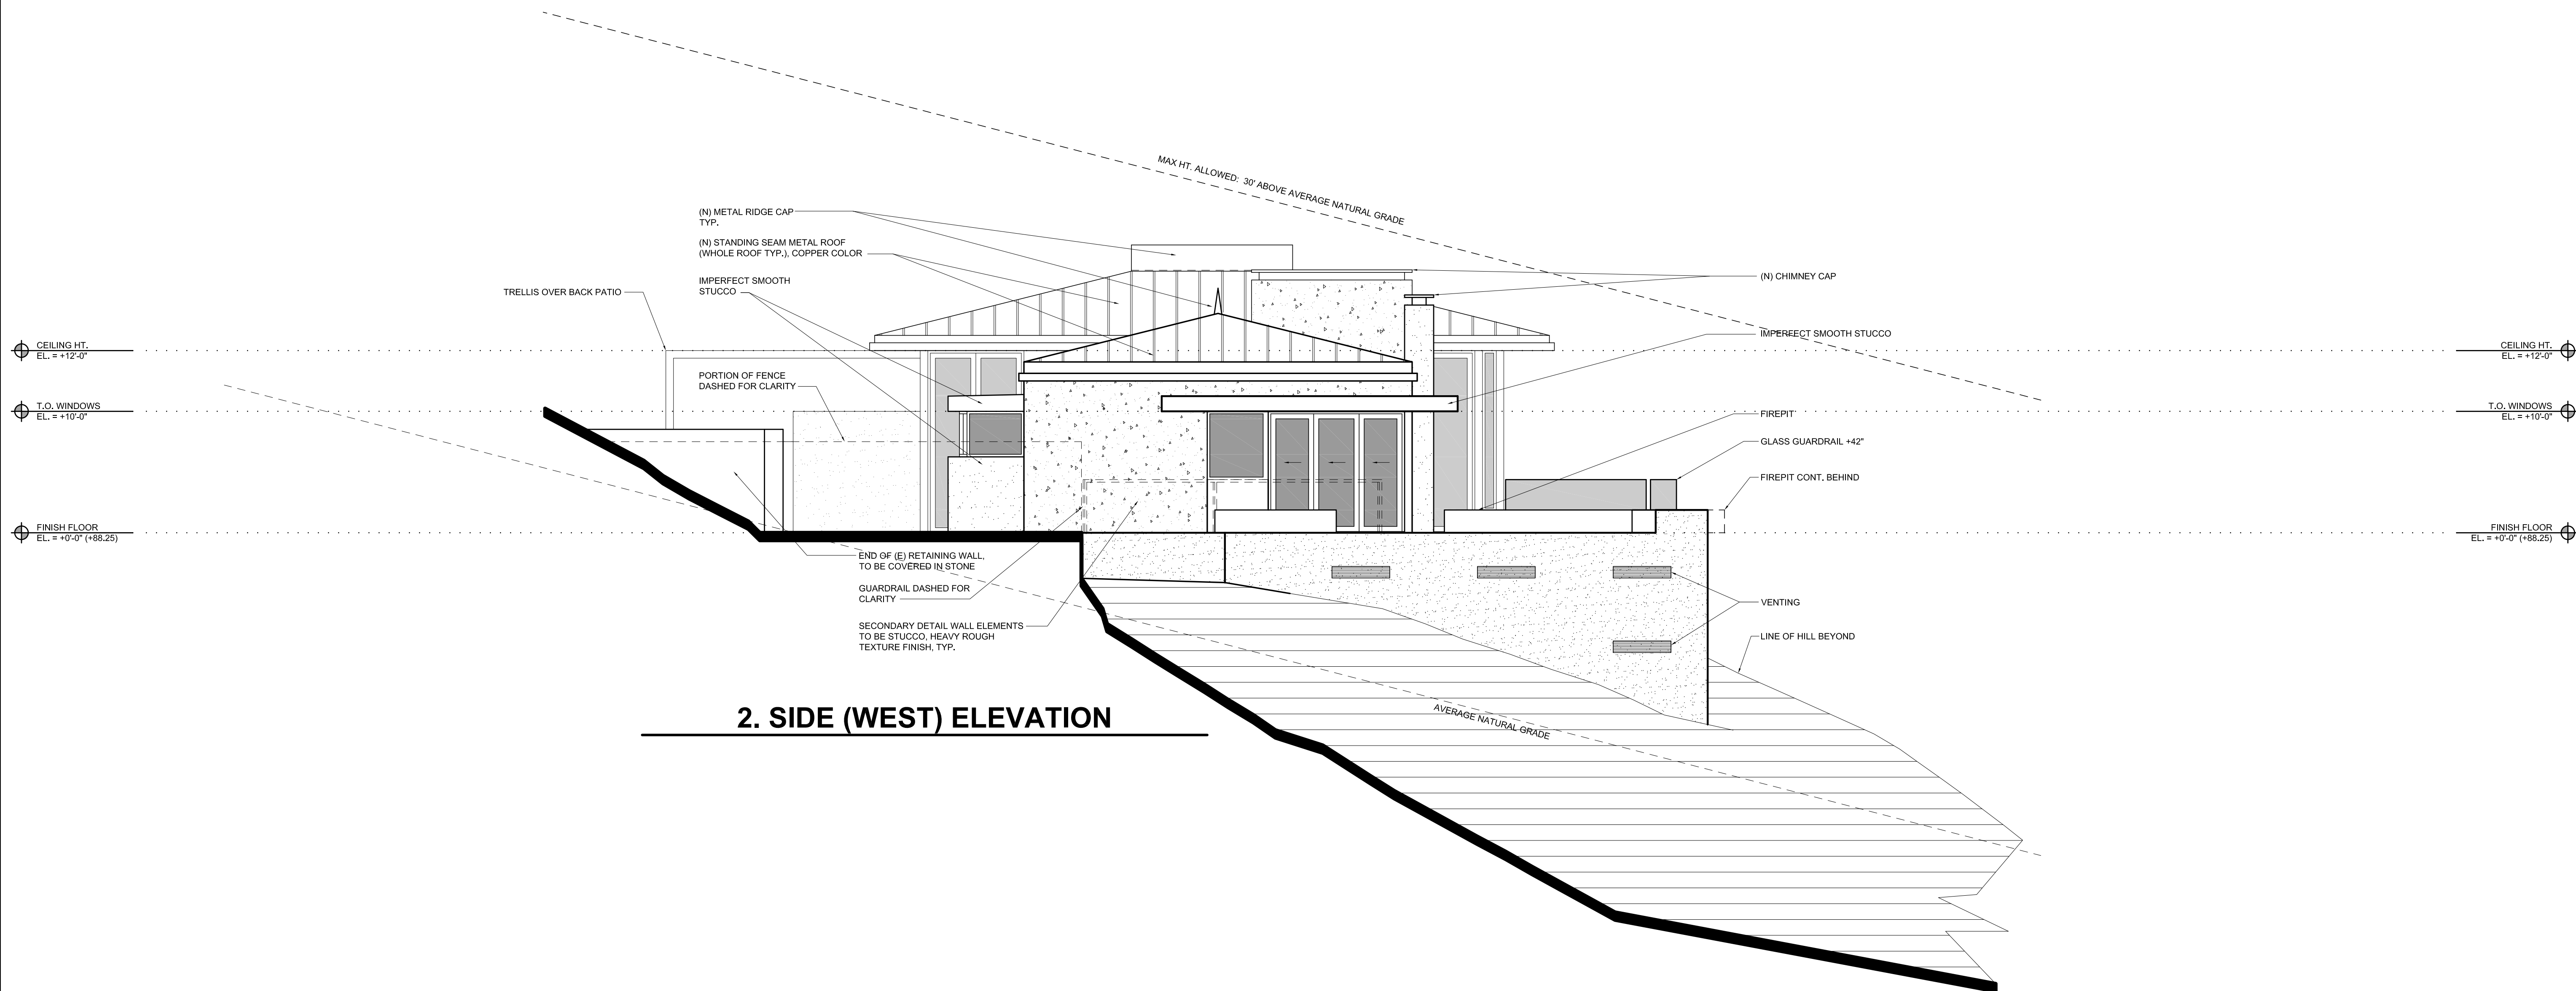 MAX HT. ALLOWED: 30' ABOVE AVERAGE NATURAL GRADE
(N) METAL RIDGE CAP
TYP.
(N) STANDING SEAM METAL ROOF
(WHOLE ROOF TYP.), COPPER COLOR
IMPERFECT SMOOTH
STUCCO
TRELLIS OVER BACK PATIO
(N) CHIMNEY CAP
IMPERFECT SMOOTH STUCCO
CEILING HT.
EL. = +12'-0"
CEILING HT.
EL. = +12'-0"
PORTION OF FENCE
DASHED FOR CLARITY
T.O. WINDOWS
EL. = +10'-0"
T.O. WINDOWS
EL. = +10'-0"
FIREPIT
GLASS GUARDRAIL +42"
FIREPIT CONT. BEHIND
FINISH FLOOR
EL. = +0'-0" (+88.25)
FINISH FLOOR
EL. = +0'-0" (+88.25)
END OF (E) RETAINING WALL,
TO BE COVERED IN STONE
GUARDRAIL DASHED FOR
CLARITY
SECONDARY DETAIL WALL ELEMENTS
TO BE STUCCO, HEAVY ROUGH
TEXTURE FINISH, TYP.
VENTING
LINE OF HILL BEYOND
AVERAGE NATURAL GRADE
2. SIDE (WEST) ELEVATION